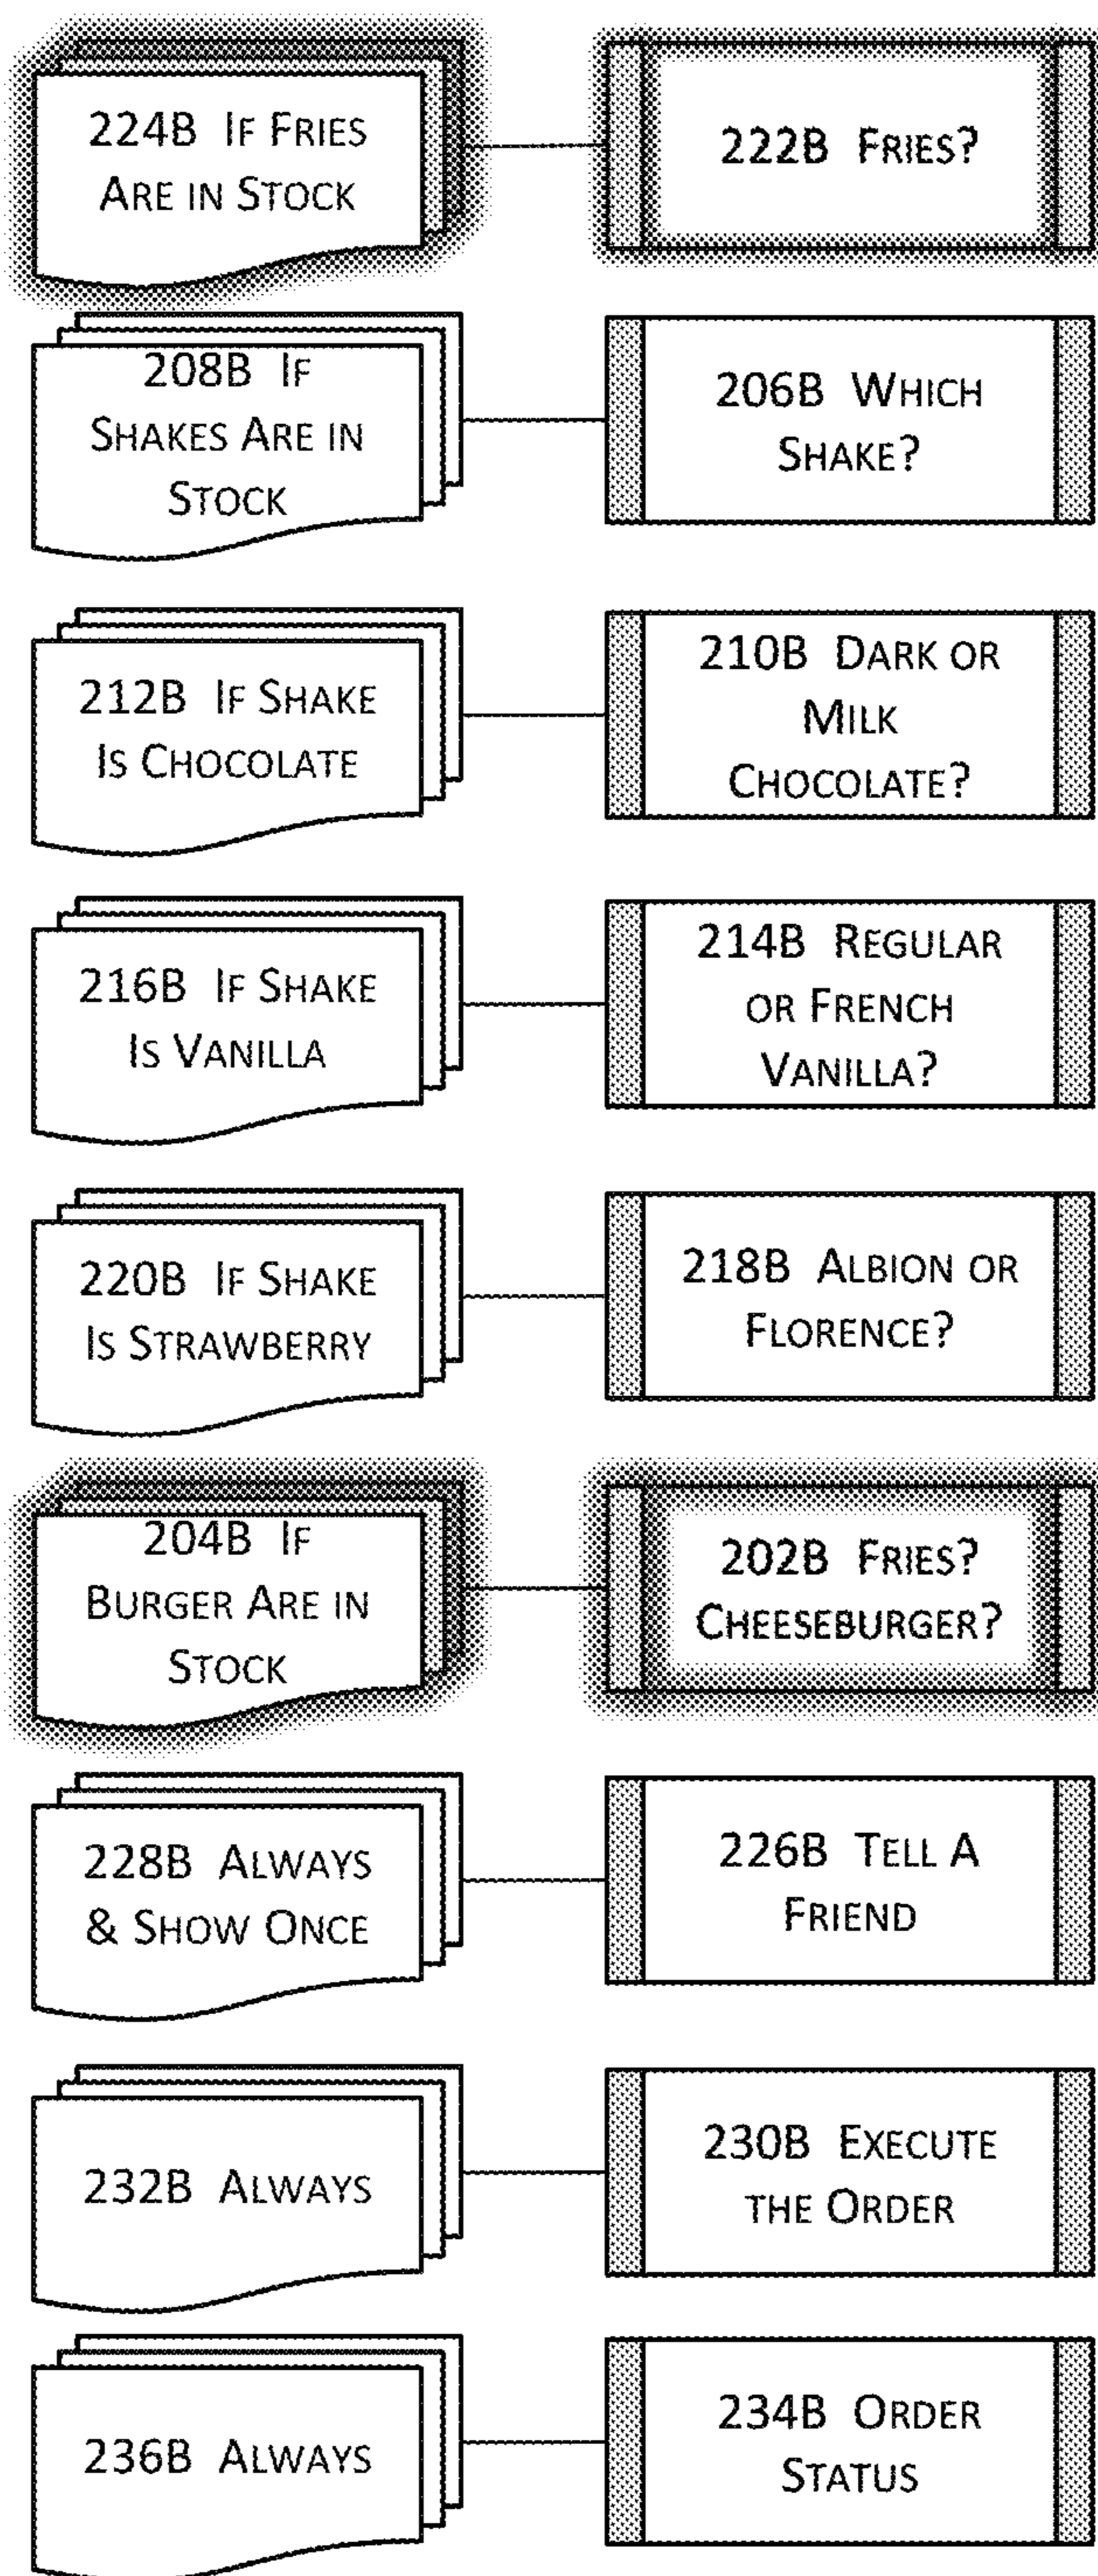 224B IF FRIES
ARE IN STOCK
222B FRIES?
208B IF
SHAKES ARE IN
STOCK
206B WHICH
SHAKE?
212B IF SHAKE
IS CHOCOLATE
210B DARK OR
MILK
CHOCOLATE?
216B IF SHAKE
IS VANILLA
214B REGULAR
OR FRENCH
VANILLA?
220B IF SHAKE
IS STRAWBERRY
218B ALBION OR
FLORENCE?
204B IF
BURGER ARE IN
STOCK
202B FRIES?
CHEESEBURGER?
228B ALWAYS
& SHOW ONCE
226B TELL A
FRIEND
232B ALWAYS
230B EXECUTE
THE ORDER
236B ALWAYS
234B ORDER
STATUS